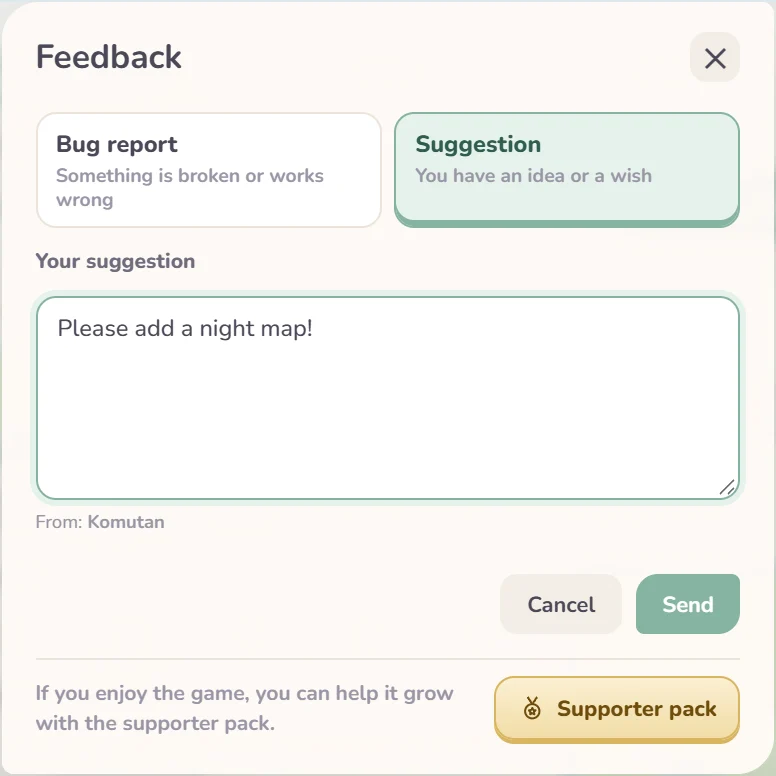 Feedback
Bug report
Something is broken or works
wrong
Suggestion
You have an idea or a wish
Your suggestion
Please add a night map!
From: Komutan
Cancel
Send
If you enjoy the game, you can help it grow
with the supporter pack.
Supporter pack